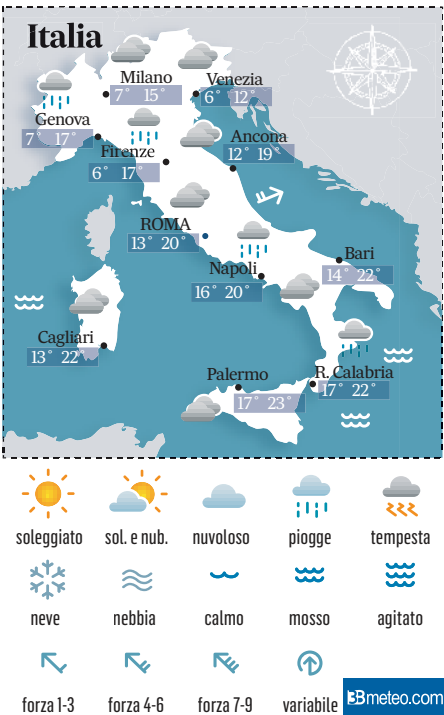 Italia
Milano
7° 15°
Venezia
6° 12°
Genova
7° 17°
Firenze
6° 17°
Ancona
12° 19°
ROMA
13° 20°
Napoli
16° 20°
Bari
14° 22°
Cagliari
13° 22°
Palermo
17° 23°
R. Calabria
17° 22°
soleggiato sol. e nub. nuvoloso piogge tempesta
neve nebbia calmo mosso agitato
forza 1-3 forza 4-6 forza 7-9 variabile
3Bmeteo.com